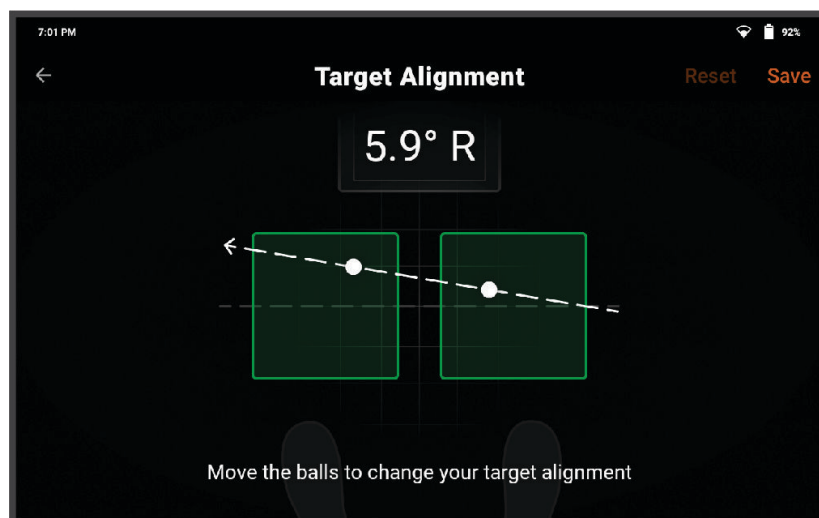 7:01 PM 92%
Target Alignment Reset Save
5.9° R
Move the balls to change your target alignment